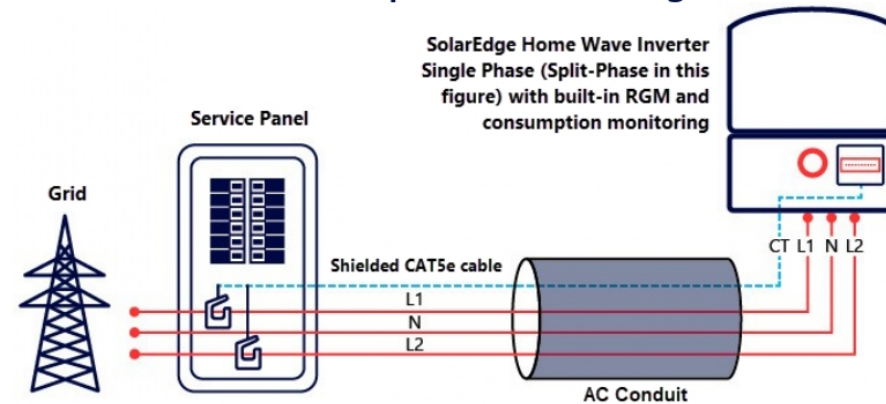 SolarEdge Home Wave Inverter
Single Phase (Split-Phase in this
figure) with built-in RGM and
consumption monitoring
Service Panel
Grid
CT L1 N L2
Shielded CAT5e cable
L1
N
L2
AC Conduit